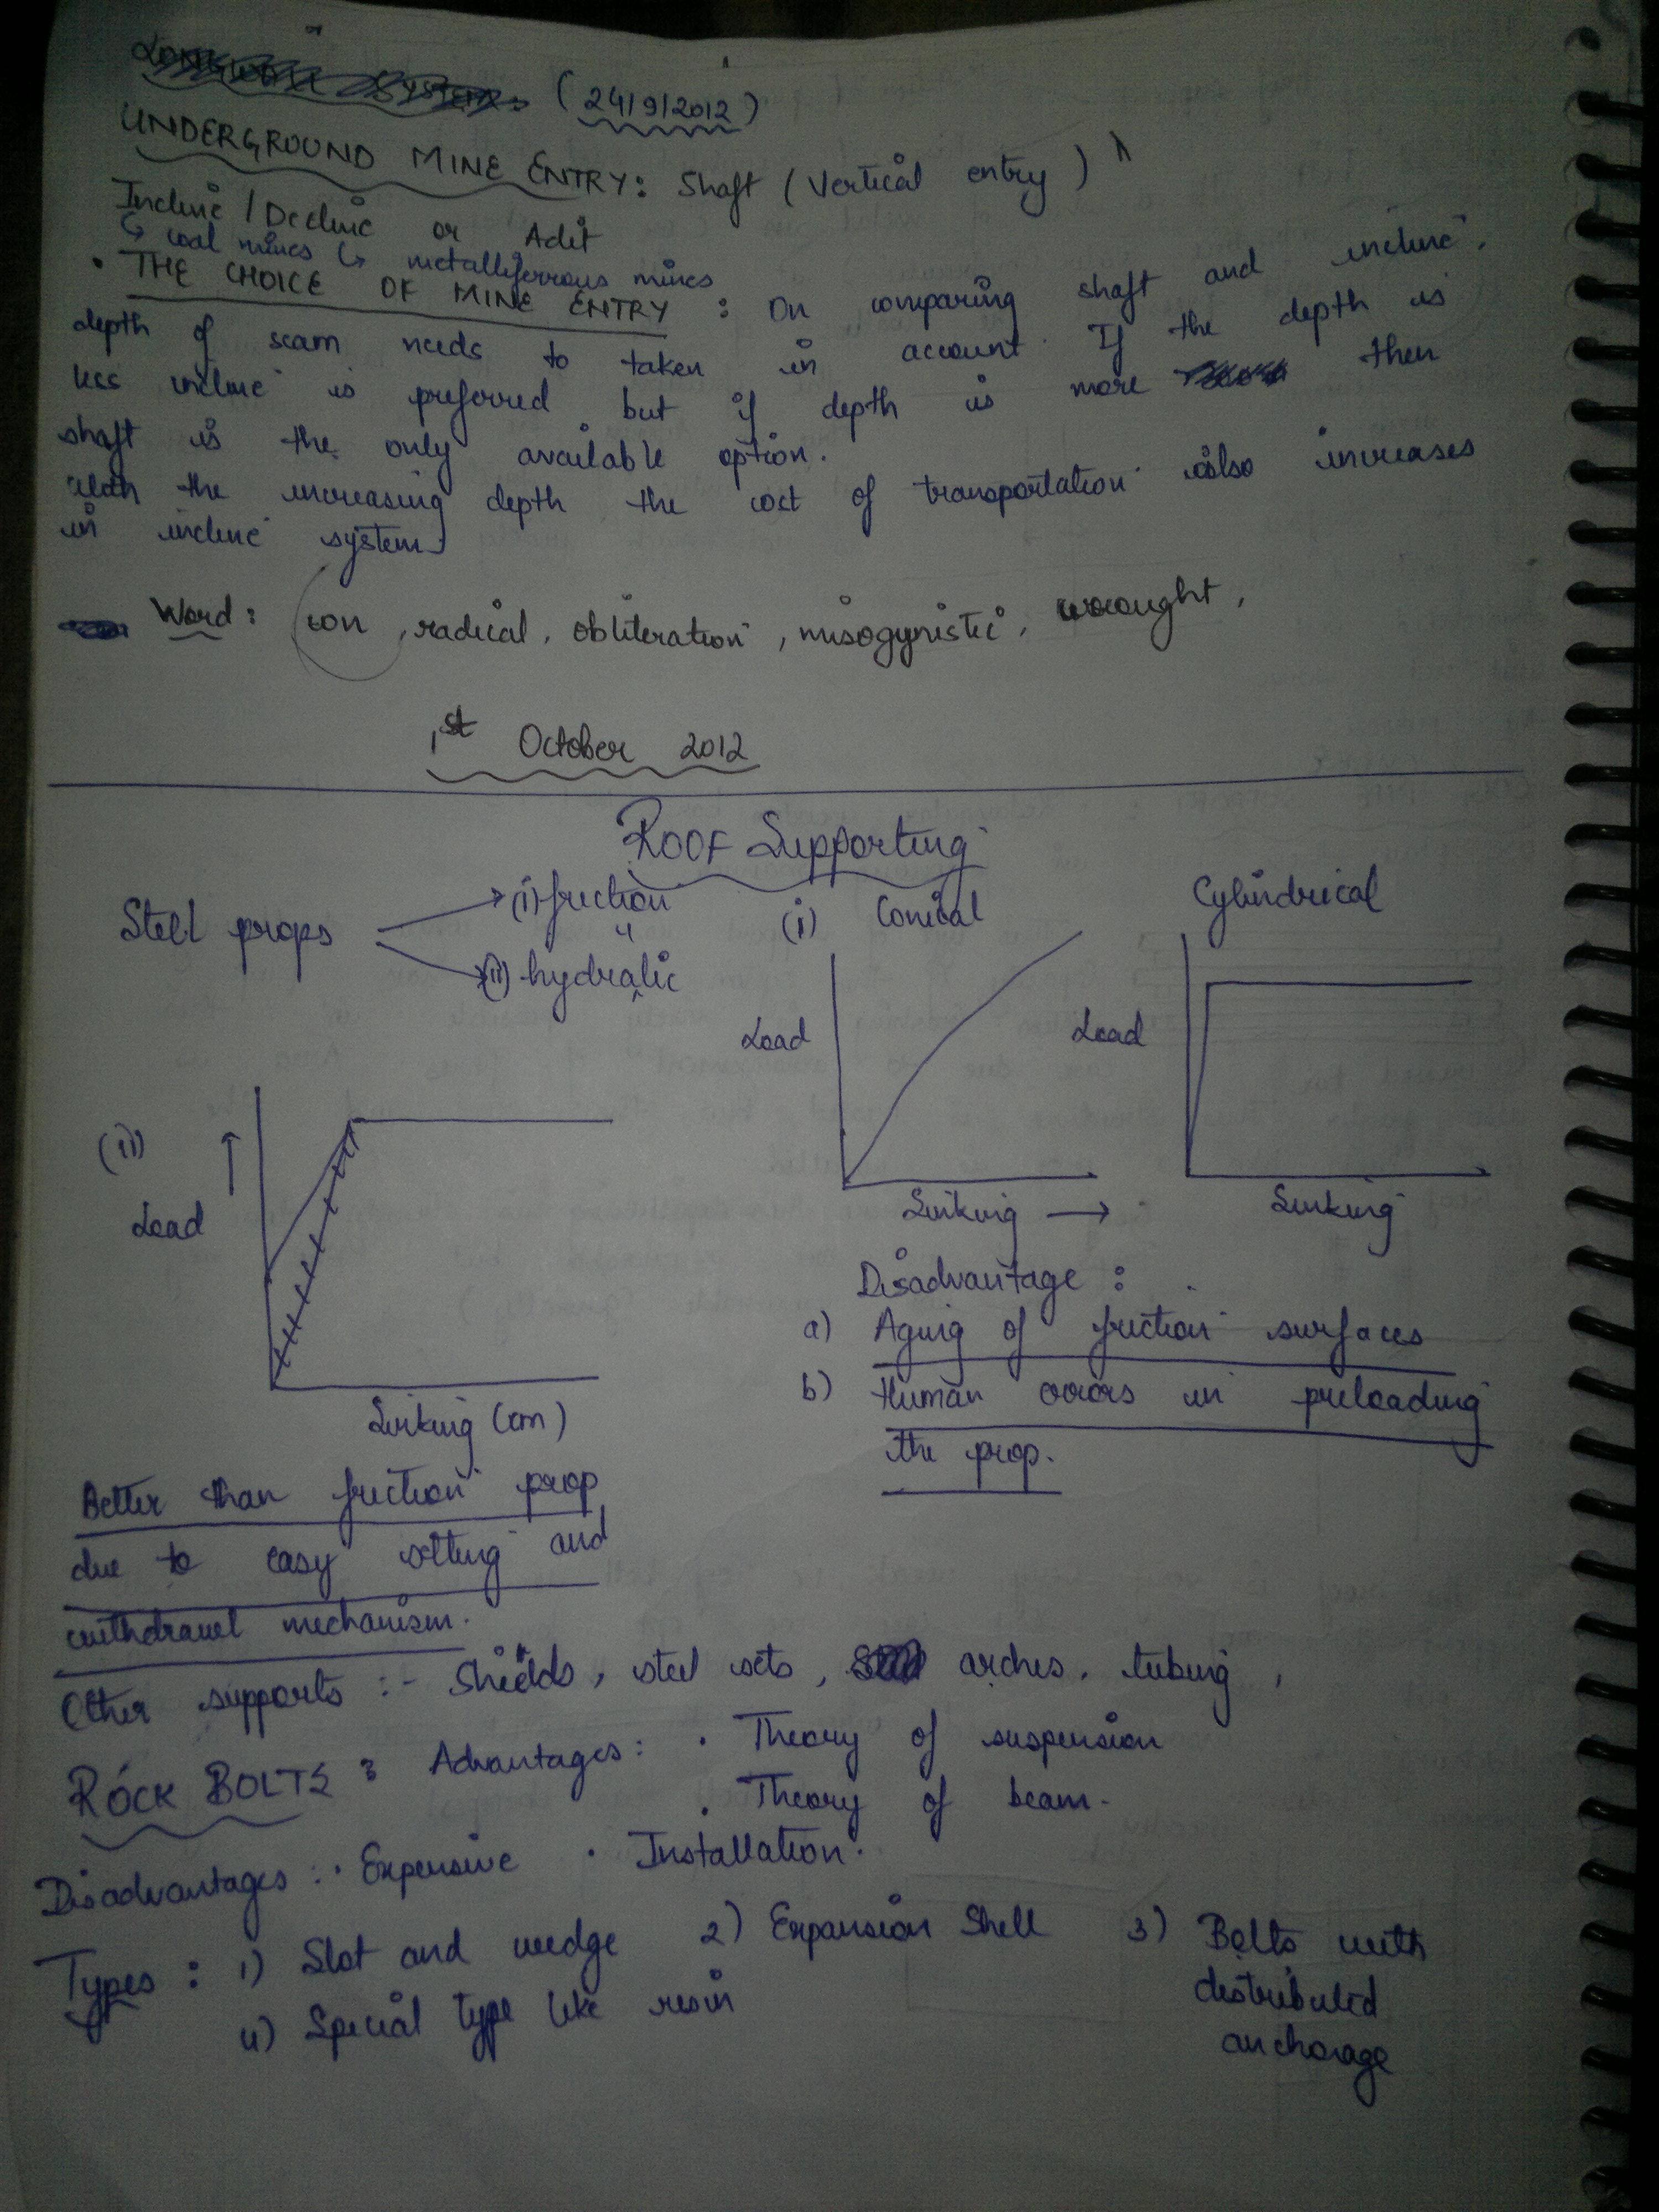 (24/9/2012)
UNDERGROUND MINE ENTRY: Shaft (Vertical entry)
Incline / Decline or Adit
↳ coal mines ↳ metalliferrous mines
• THE CHOICE OF MINE ENTRY : On comparing shaft and incline,
depth of seam needs to taken in account. If the depth is
less incline is preferred but if depth is more then
shaft is the only available option.
With the increasing depth the cost of transportation also increases
in incline system
Word: radical, obliteration, misogynistic, wrought,
1st October 2012
ROOF Supporting
Steel props → (i) friction "
→ (ii) hydralic
(i) Conical
Cylindrical
Load
Load
Sinking →
Sinking
(ii) ↑
Load
Sinking (cm)
Disadvantage :
a) Aging of friction surfaces
b) Human errors in preloading
the prop.
Better than friction prop
due to easy setting and
withdrawel mechanism.
Other supports :- Shields, steel sets, arches, tubing,
ROCK BOLTS : Advantages: • Theory of suspension
• Theory of beam.
Disadvantages: • Expensive • Installation.
Types : 1) Slot and wedge 2) Expansion Shell 3) Bolts with
distributed
anchorage
4) Special type like resin